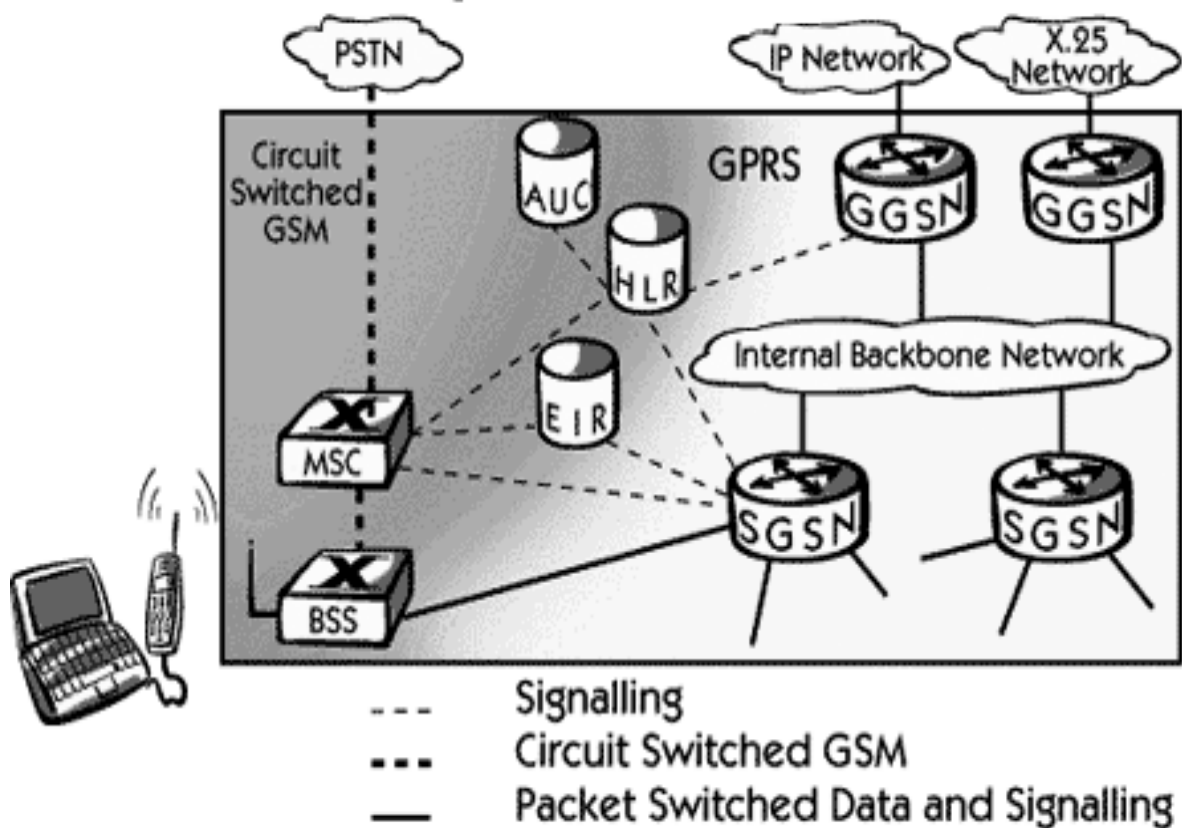 PSTN
IP Network
X.25
Network
Circuit
Switched
GSM
AUC
GPRS
GGSN
GGSN
HLR
Internal Backbone Network
EIR
MSC
SGSN
SGSN
BSS
Signalling
Circuit Switched GSM
Packet Switched Data and Signalling